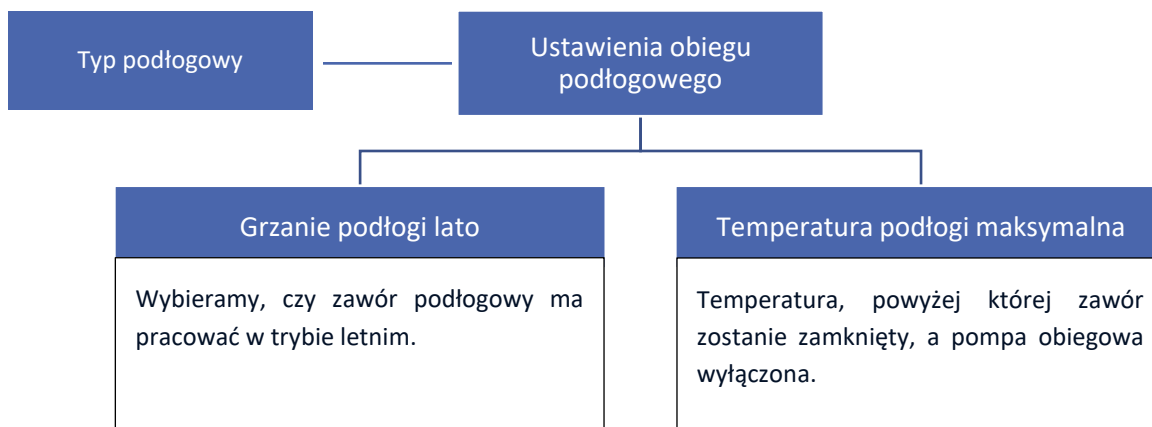 Typ podłogowy
Ustawienia obiegu
podłogowego
Grzanie podłogi lato
Wybieramy, czy zawór podłogowy ma
pracować w trybie letnim.
Temperatura podłogi maksymalna
Temperatura, powyżej której zawór
zostanie zamknięty, a pompa obiegowa
wyłączona.